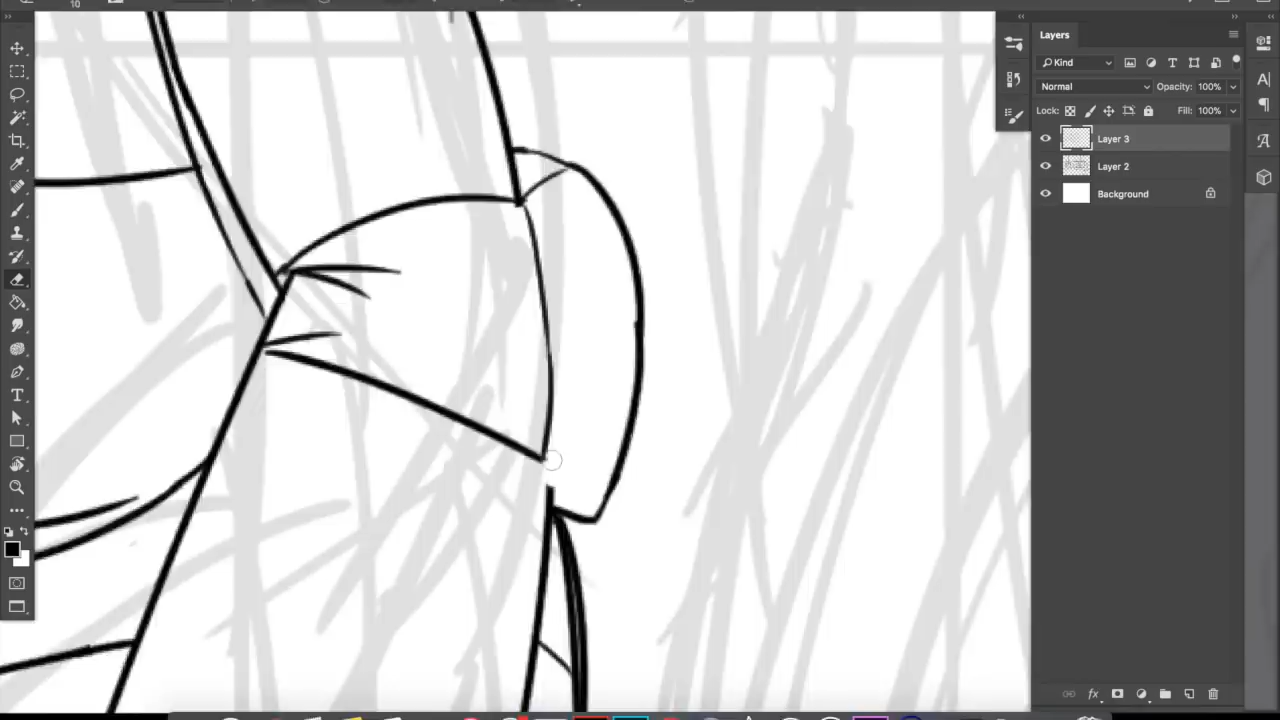 10
Layers
Kind
Normal
Opacity: 100%
Lock:
Fill: 100%
Layer 3
Layer 2
Background